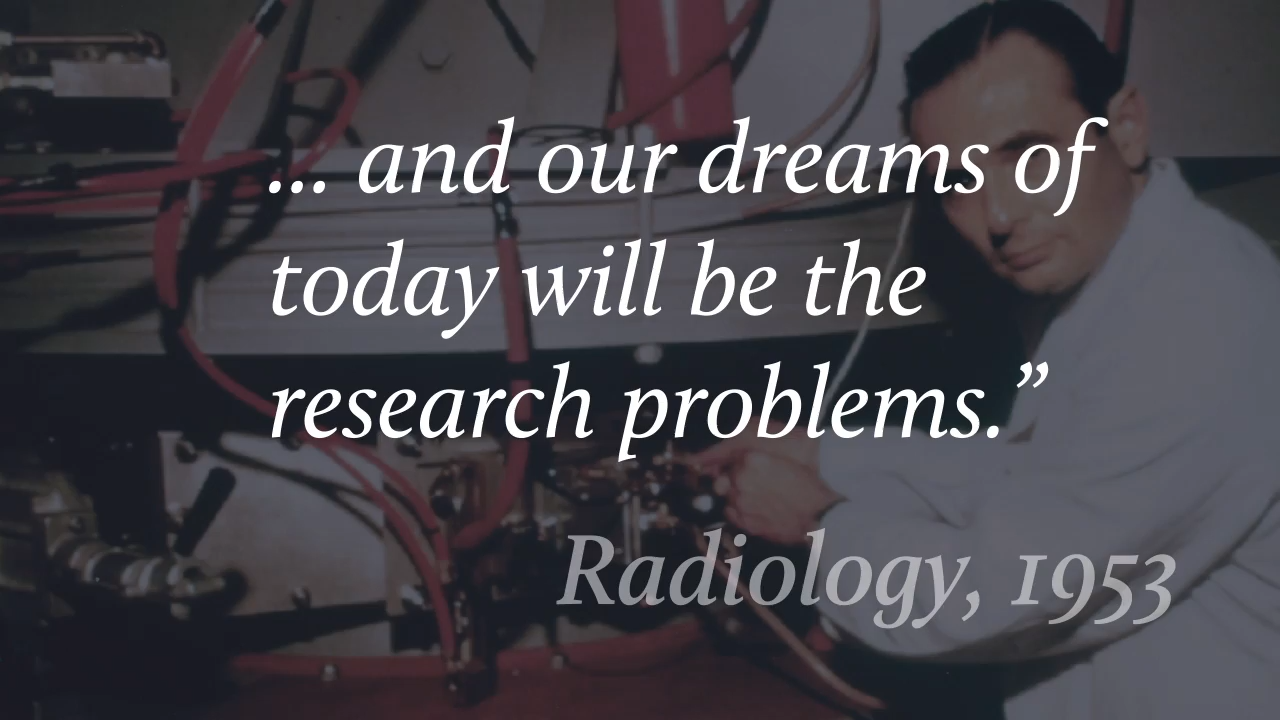 ... and our dreams of
today will be the
research problems.”
Radiology, 1953